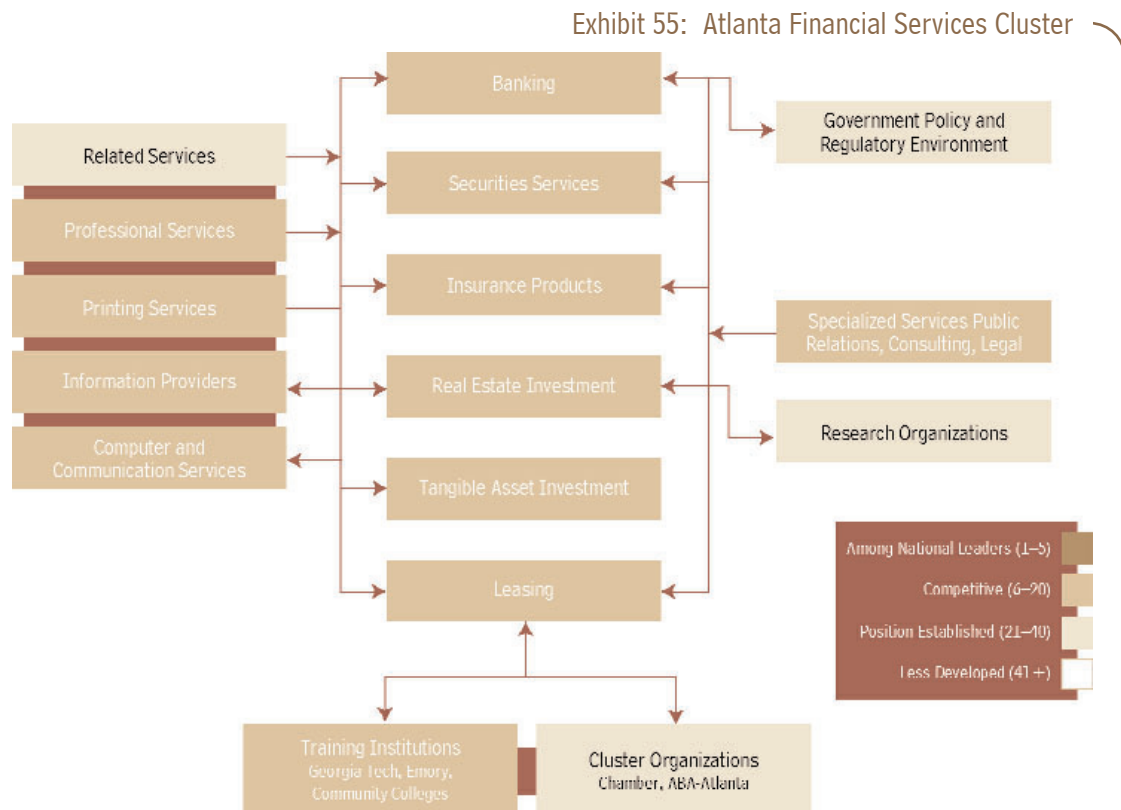 Exhibit 55: Atlanta Financial Services Cluster
Banking
Government Policy and
Regulatory Environment
Related Services
Securities Services
Professional Services
Insurance Products
Printing Services
Specialized Services Public
Relations, Consulting, Legal
Information Providers
Real Estate Investment
Research Organizations
Computer and
Communication Services
Tangible Asset Investment
Leasing
Among National Leaders (1–5)
Competitive (6–20)
Position Established (21–40)
Less Developed (41+)
Training Institutions
Georgia Tech, Emory,
Community Colleges
Cluster Organizations
Chamber, ABA-Atlanta